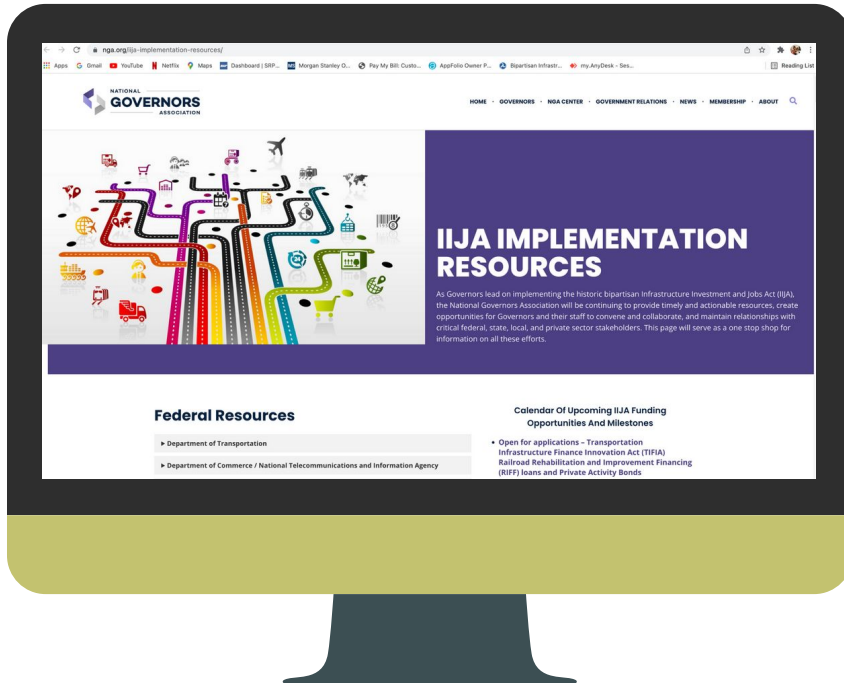 nga.org/iija-implementation-resources/
Apps Gmail YouTube Netflix Maps Dashboard | SRP... Morgan Stanley O... Pay My Bill: Custo... AppFolio Owner P... Bipartisan Infrastr... my.AnyDesk - Ses... Reading List
NATIONAL
GOVERNORS
ASSOCIATION
HOME · GOVERNORS · NGA CENTER · GOVERNMENT RELATIONS · NEWS · MEMBERSHIP · ABOUT
IIJA IMPLEMENTATION
RESOURCES
As Governors lead on implementing the historic bipartisan Infrastructure Investment and Jobs Act (IIJA),
the National Governors Association will be continuing to provide timely and actionable resources, create
opportunities for Governors and their staff to convene and collaborate, and maintain relationships with
critical federal, state, local, and private sector stakeholders. This page will serve as a one stop shop for
information on all these efforts.
Federal Resources
▶ Department of Transportation
▶ Department of Commerce / National Telecommunications and Information Agency
Calendar Of Upcoming IIJA Funding
Opportunities And Milestones
• Open for applications – Transportation
Infrastructure Finance Innovation Act (TIFIA)
Railroad Rehabilitation and Improvement Financing
(RIFF) loans and Private Activity Bonds